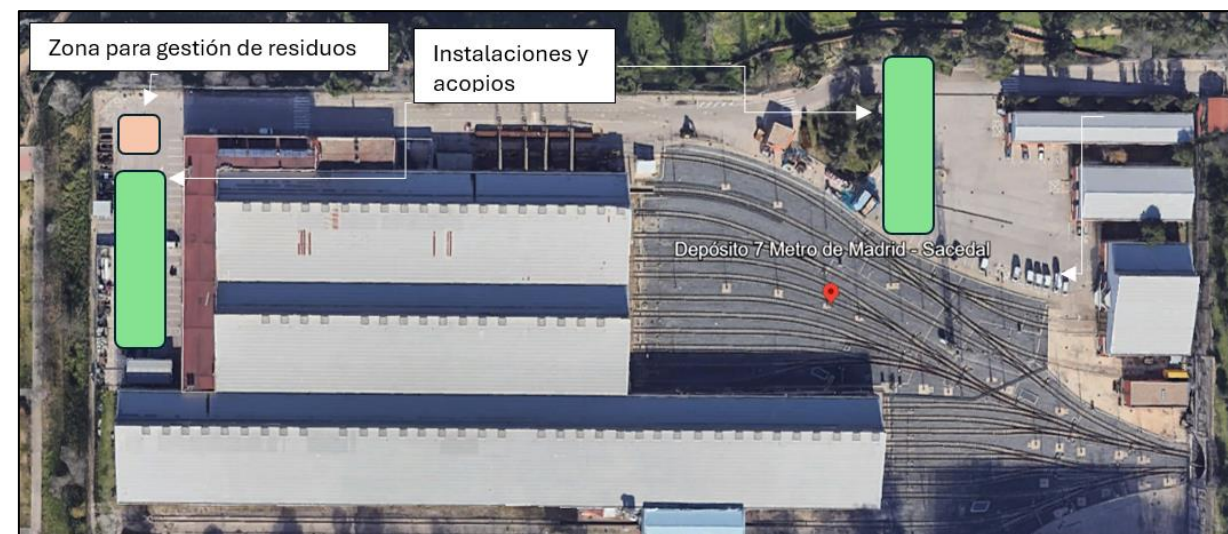 Zona para gestión de residuos
Instalaciones y
acopios
Depósito 7 Metro de Madrid - Sacedal